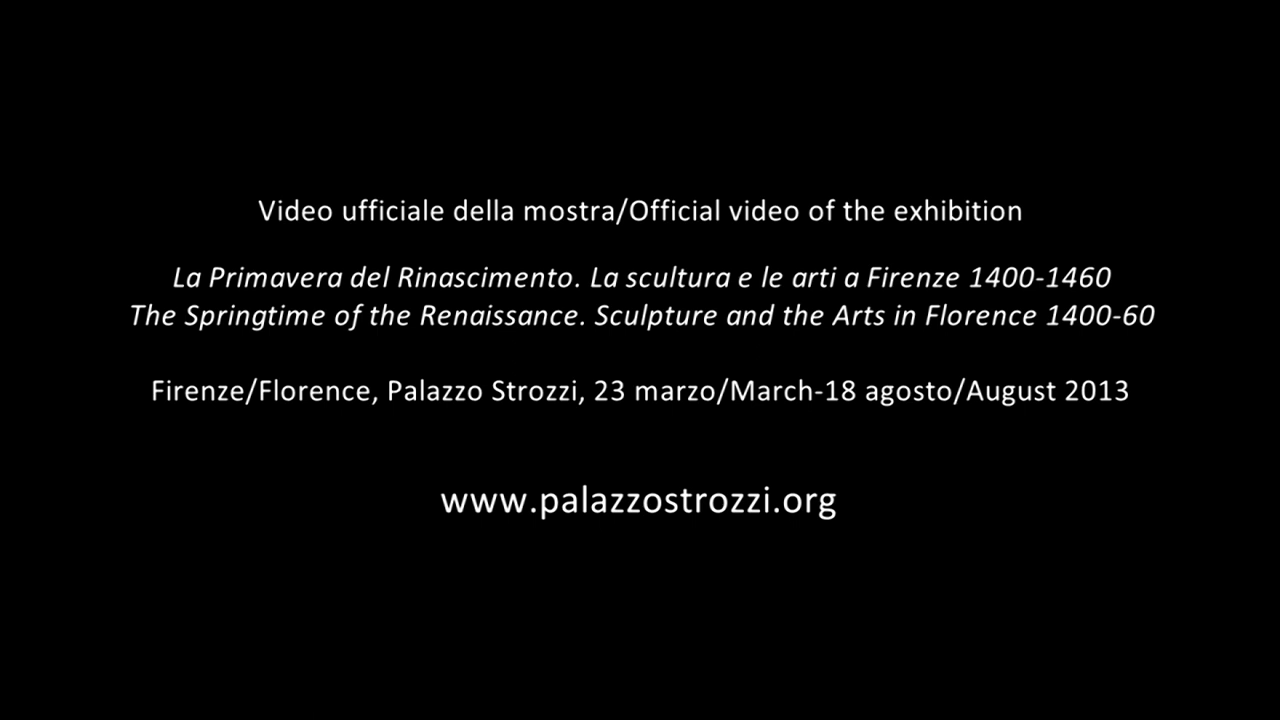 Video ufficiale della mostra/Official video of the exhibition
La Primavera del Rinascimento. La scultura e le arti a Firenze 1400-1460
The Springtime of the Renaissance. Sculpture and the Arts in Florence 1400-60
Firenze/Florence, Palazzo Strozzi, 23 marzo/March-18 agosto/August 2013
www.palazzostrozzi.org